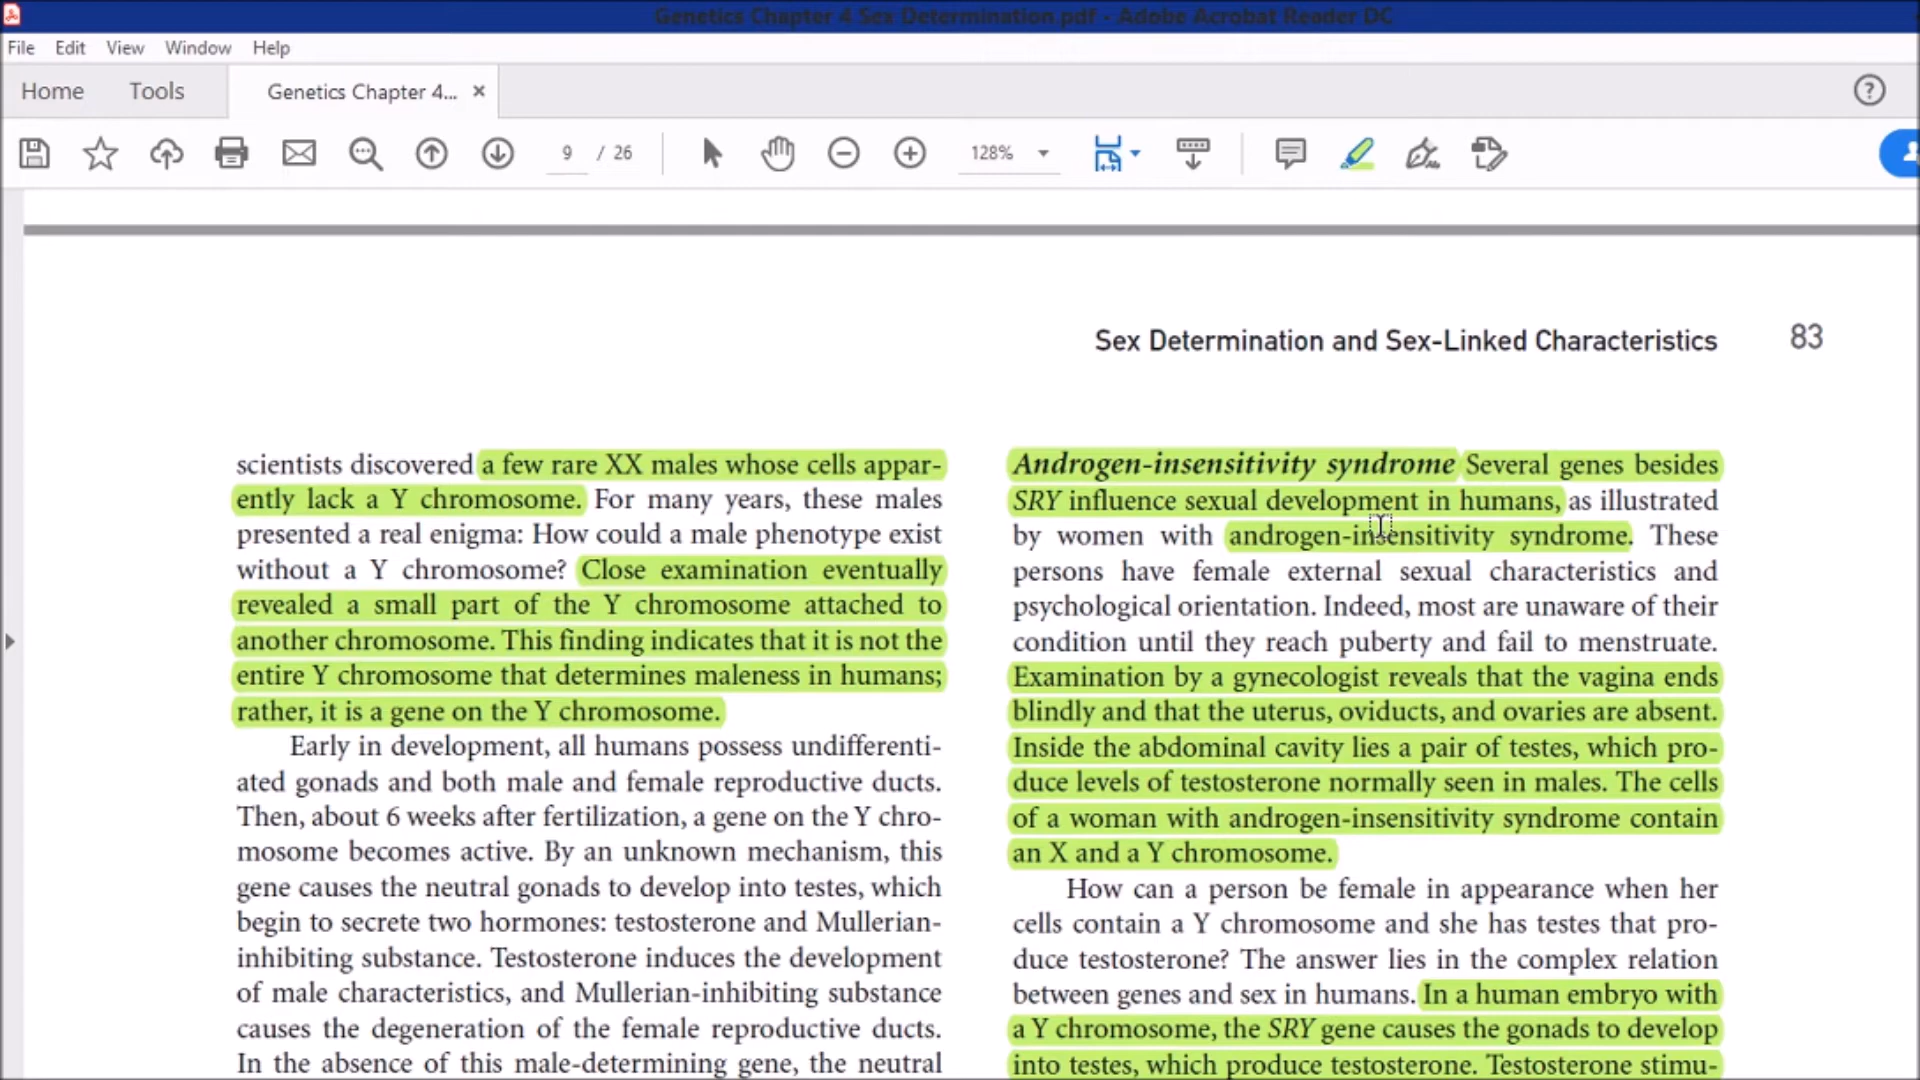 Genetics Chapter 4 Sex Determination.pdf - Adobe Acrobat Reader DC
File Edit View Window Help
Home Tools Genetics Chapter 4... ×
9 / 26 128%
Sex Determination and Sex-Linked Characteristics 83
scientists discovered a few rare XX males whose cells appar-
ently lack a Y chromosome. For many years, these males
presented a real enigma: How could a male phenotype exist
without a Y chromosome? Close examination eventually
revealed a small part of the Y chromosome attached to
another chromosome. This finding indicates that it is not the
entire Y chromosome that determines maleness in humans;
rather, it is a gene on the Y chromosome.
Early in development, all humans possess undifferenti-
ated gonads and both male and female reproductive ducts.
Then, about 6 weeks after fertilization, a gene on the Y chro-
mosome becomes active. By an unknown mechanism, this
gene causes the neutral gonads to develop into testes, which
begin to secrete two hormones: testosterone and Mullerian-
inhibiting substance. Testosterone induces the development
of male characteristics, and Mullerian-inhibiting substance
causes the degeneration of the female reproductive ducts.
In the absence of this male-determining gene, the neutral
Androgen-insensitivity syndrome Several genes besides
SRY influence sexual development in humans, as illustrated
by women with androgen-insensitivity syndrome. These
persons have female external sexual characteristics and
psychological orientation. Indeed, most are unaware of their
condition until they reach puberty and fail to menstruate.
Examination by a gynecologist reveals that the vagina ends
blindly and that the uterus, oviducts, and ovaries are absent.
Inside the abdominal cavity lies a pair of testes, which pro-
duce levels of testosterone normally seen in males. The cells
of a woman with androgen-insensitivity syndrome contain
an X and a Y chromosome.
How can a person be female in appearance when her
cells contain a Y chromosome and she has testes that pro-
duce testosterone? The answer lies in the complex relation
between genes and sex in humans. In a human embryo with
a Y chromosome, the SRY gene causes the gonads to develop
into testes, which produce testosterone. Testosterone stimu-